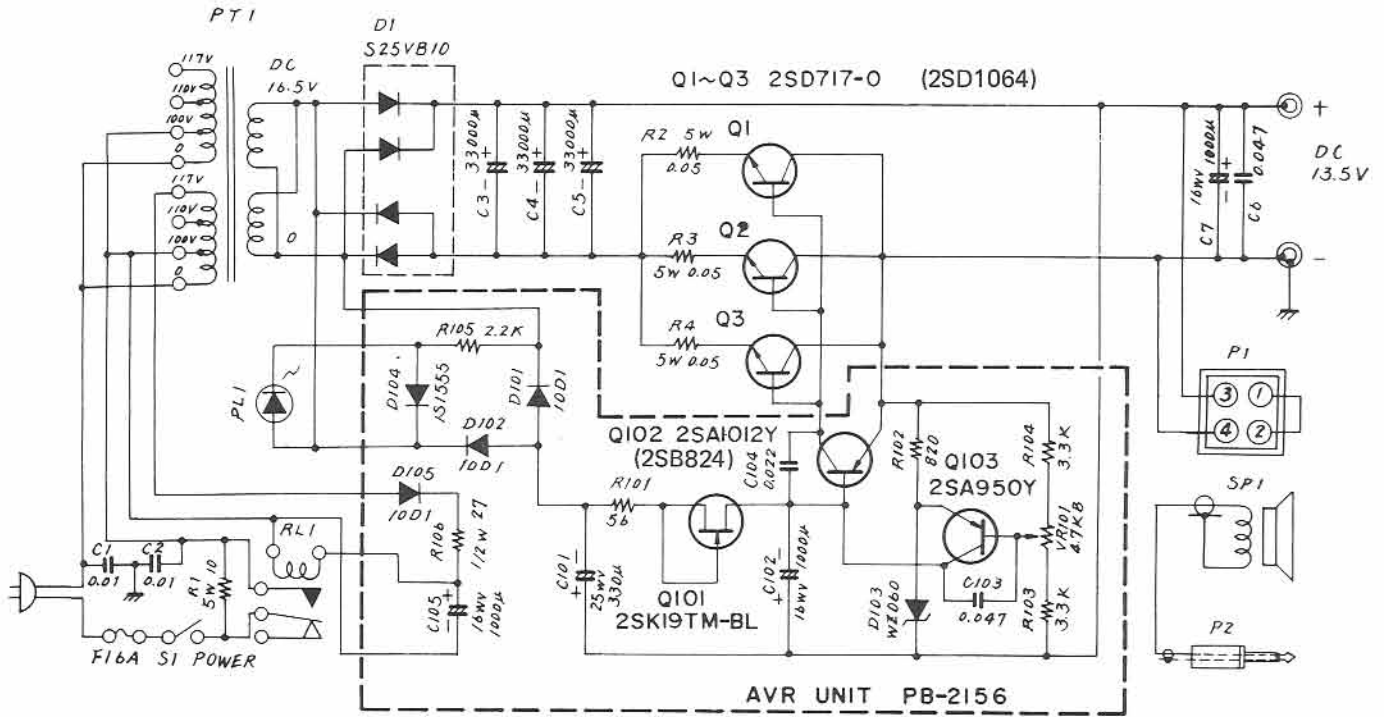 PT1
D1
S25VB10
117V
110V
100V
0
117V
110V
100V
0
DC
16.5V
0
Q1~Q3 2SD717-O (2SD1064)
C3
33000μ
+
-
C4
33000μ
+
-
C5
33000μ
+
-
R2 5W
0.05
Q1
R3
5W 0.05
Q2
R4
5W 0.05
Q3
16WV 1000μ
+
-
C7
0.047
C6
+
DC
13.5V
-
P1
3
1
4
2
SP1
P2
PL1
R105 2.2K
D104
1S1555
D101
10D1
D102
10D1
D105
10D1
R106
1/2W 27
C105
+
-
16WV
1000μ
RL1
C1
0.01
C2
0.01
R1
5W 10
F16A S1 POWER
Q102 2SA1012Y
(2SB824)
C104
0.022
R101
56
C101
+
-
25WV
330μ
Q101
2SK19TM-BL
C102
+
-
16WV 1000μ
R102
820
Q103
2SA950Y
R104
3.3K
VR101
4.7KB
C103
0.047
D103
WZ060
R103
3.3K
AVR UNIT PB-2156